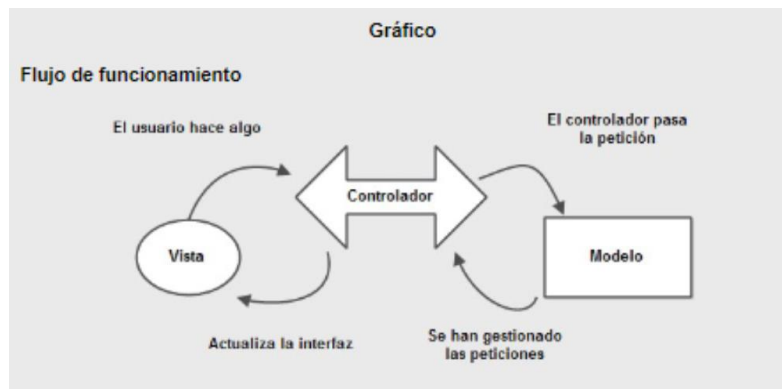 Gráfico
Flujo de funcionamiento
El usuario hace algo
El controlador pasa
la petición
Controlador
Vista
Modelo
Actualiza la interfaz
Se han gestionado
las peticiones